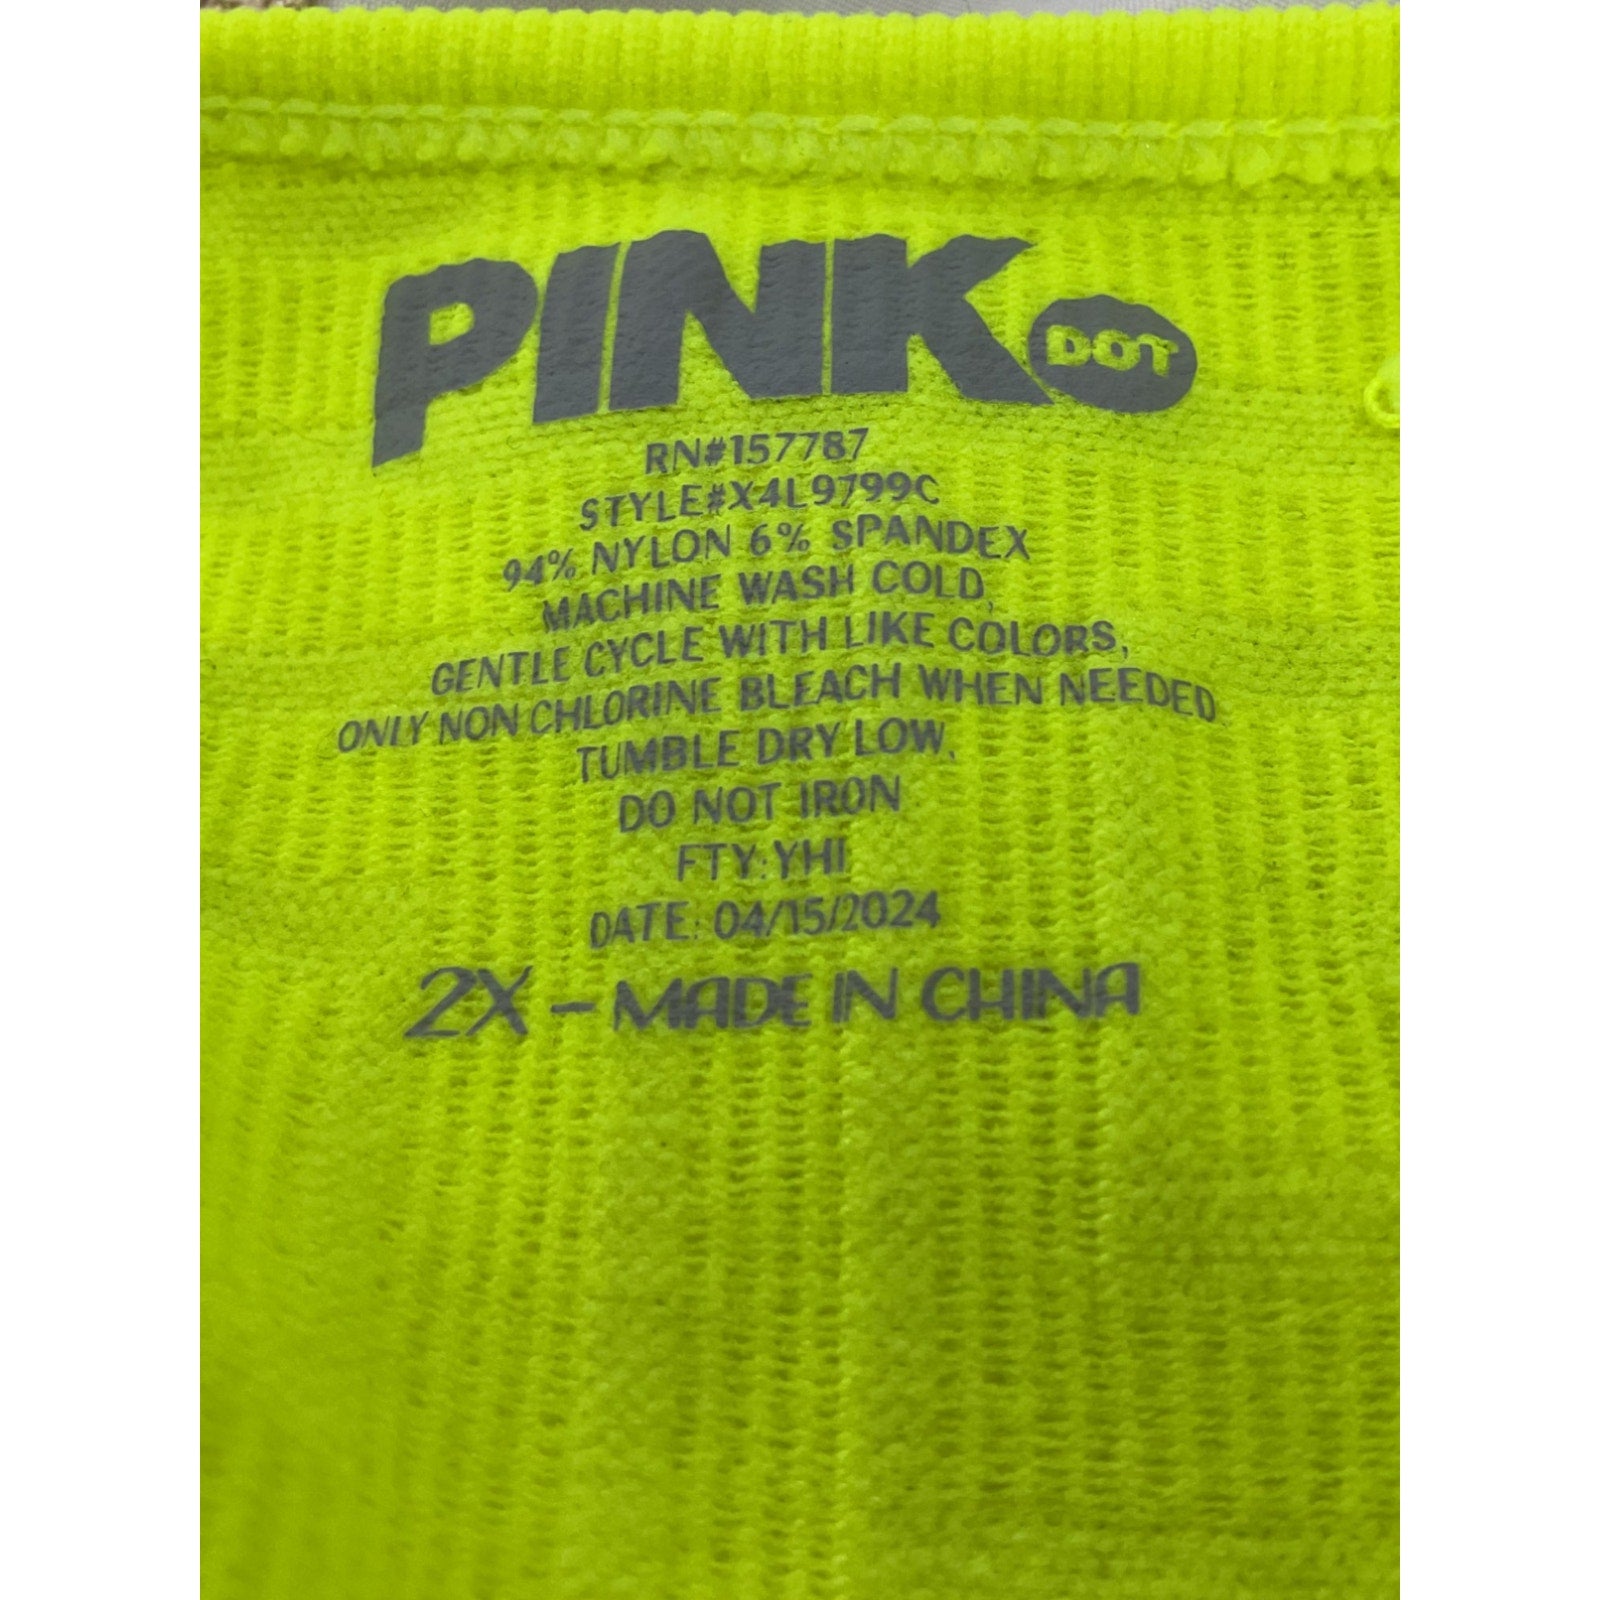 PINK DOT
RN#157787
STYLE#X4L9799C
94% NYLON 6% SPANDEX
MACHINE WASH COLD,
GENTLE CYCLE WITH LIKE COLORS,
ONLY NON CHLORINE BLEACH WHEN NEEDED
TUMBLE DRY LOW,
DO NOT IRON
FTY:YHI
DATE: 04/15/2024
2X – MADE IN CHINA